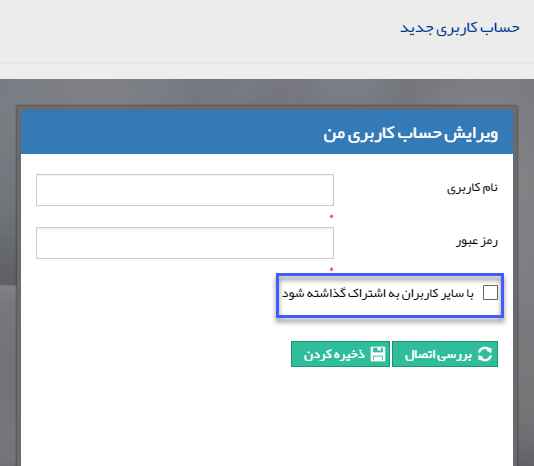 حساب کاربری جدید
ویرایش حساب کاربری من
نام کاربری
*
رمز عبور
*
با سایر کاربران به اشتراک گذاشته شود
بررسی اتصال ذخیره کردن